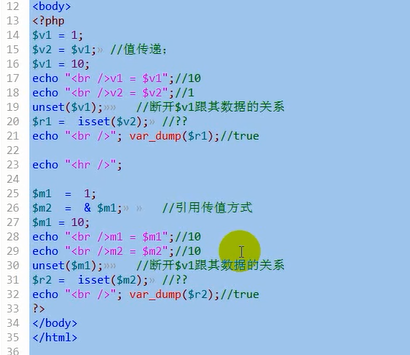 12 <body>
13 <?php
14 $v1 = 1;
15 $v2 = $v1; //值传递;
16 $v1 = 10;
17 echo "<br />v1 = $v1";//10
18 echo "<br />v2 = $v2";//1
19 unset($v1); //断开$v1跟其数据的关系
20 $r1 = isset($v2); //??
21 echo "<br />"; var_dump($r1);//true
22
23 echo "<hr />";
24
25 $m1 = 1;
26 $m2 = & $m1; //引用传值方式
27 $m1 = 10;
28 echo "<br />m1 = $m1";//10
29 echo "<br />m2 = $m2";//10
30 unset($m1); //断开$v1跟其数据的关系
31 $r2 = isset($m2); //??
32 echo "<br />"; var_dump($r2);//true
33 ?>
34 </body>
35 </html>
36